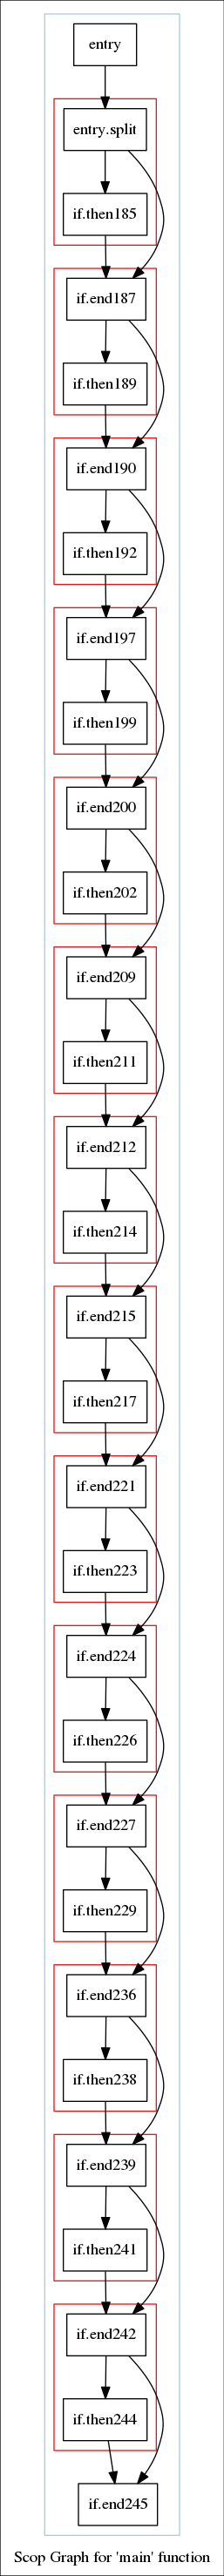 entry
entry.split
if.then185
if.end187
if.then189
if.end190
if.then192
if.end197
if.then199
if.end200
if.then202
if.end209
if.then211
if.end212
if.then214
if.end215
if.then217
if.end221
if.then223
if.end224
if.then226
if.end227
if.then229
if.end236
if.then238
if.end239
if.then241
if.end242
if.then244
if.end245
Scop Graph for 'main' function